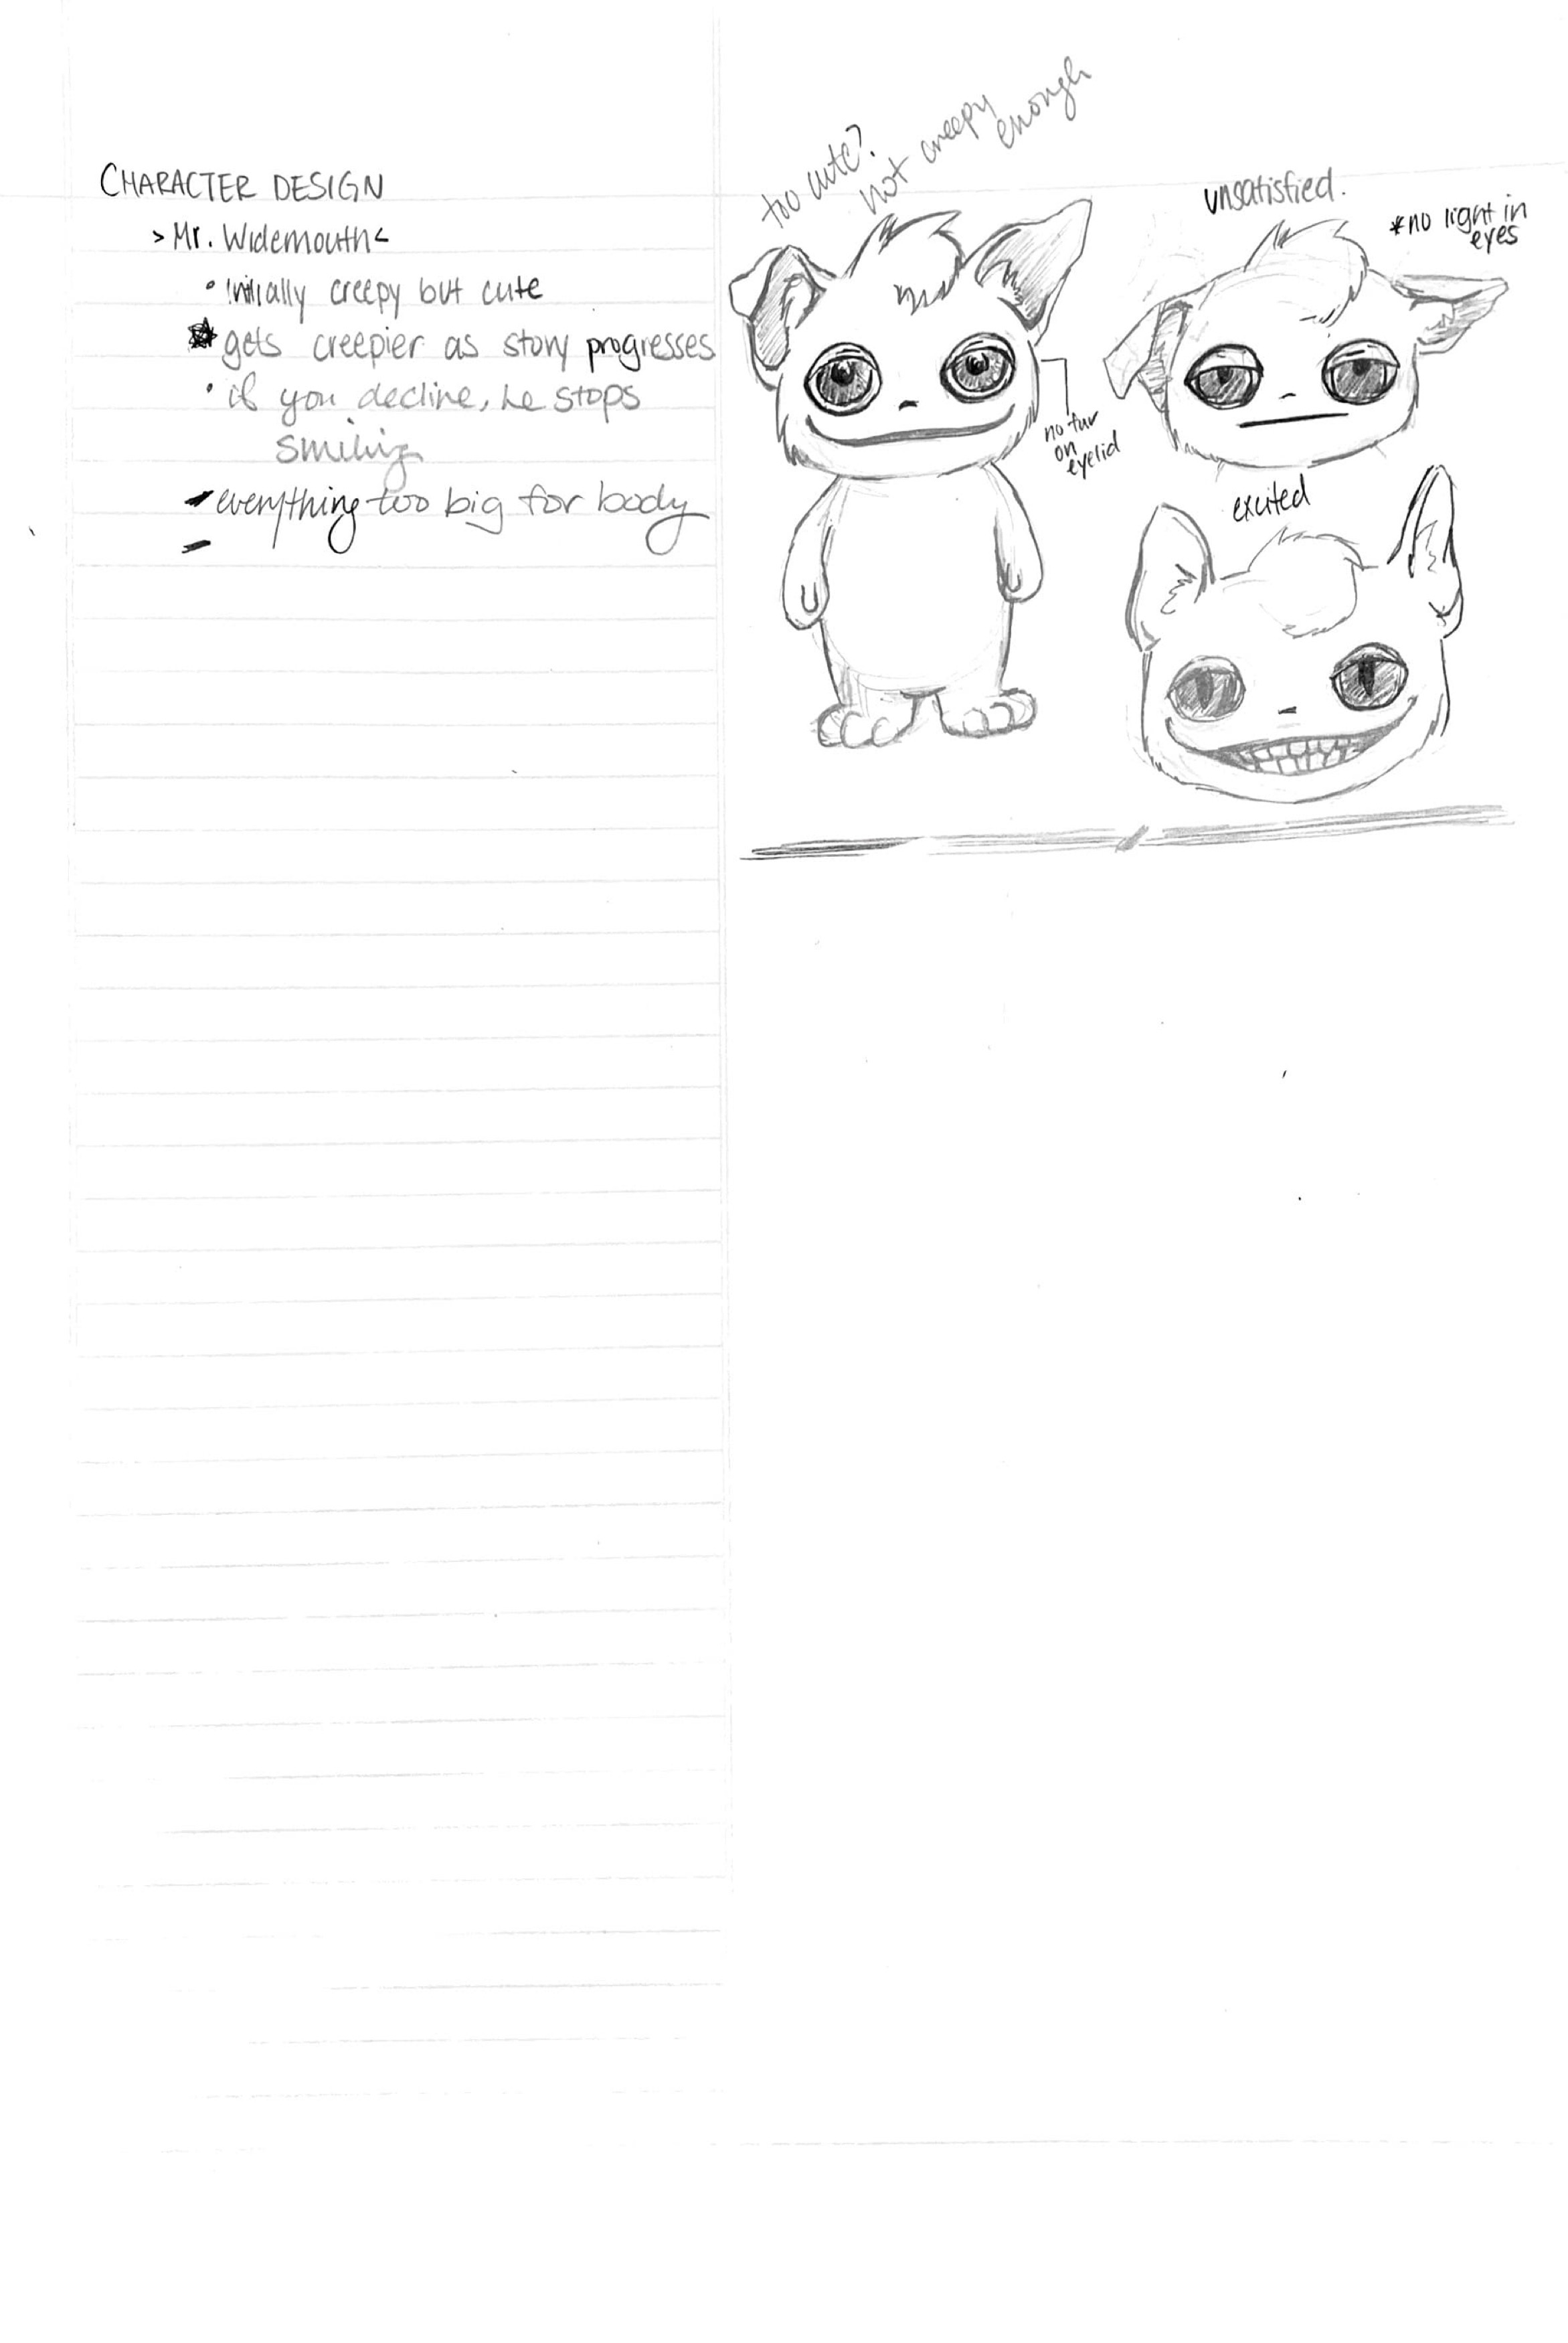 CHARACTER DESIGN
> Mr. Widemouth <
• initially creepy but cute
gets creepier as story progresses
• if you decline, he stops
smiling
- everything too big for body
-
too cute?
not creepy
enough
no fur
on
eyelid
unsatisfied.
*no light in
eyes
excited